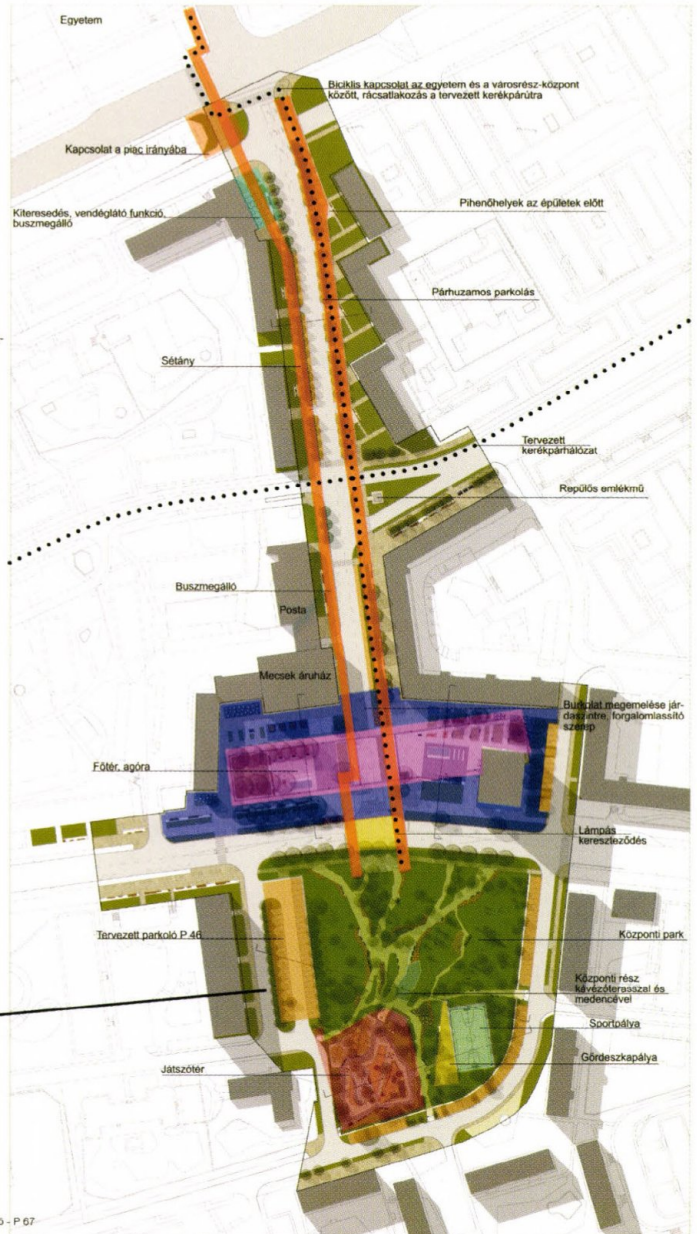 Egyetem
Biciklis kapcsolat az egyetem és a városrész-központ
között, rácsatlakozás a tervezett kerékpárútra
Kapcsolat a piac irányába
Kiteresedés, vendéglátó funkció,
buszmegálló
Pihenőhelyek az épületek előtt
Párhuzamos parkolás
Sétány
Tervezett
kerékpárhálózat
Repülős emlékmű
Buszmegálló
Posta
Mecsek áruház
Burkolat megemelése jár-
daszintre, forgalomlassító
szerep
Főtér, agóra
Lámpás
kereszteződés
Tervezett parkoló P 46
Központi park
Központi rész
kávézóterasszal és
medencével
Sportpálya
Gördeszkapálya
Játszótér
- P 67